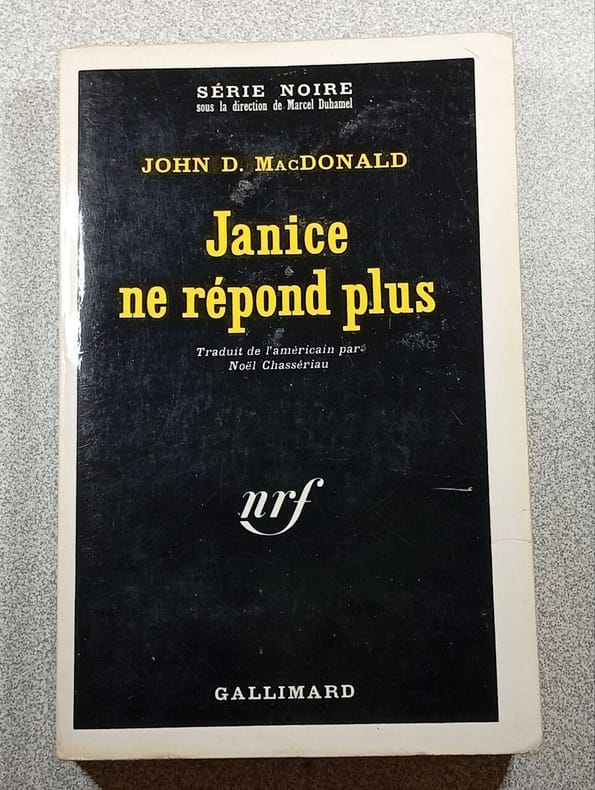 SÉRIE NOIRE
sous la direction de Marcel Duhamel
JOHN D. MACDONALD
Janice
ne répond plus
Traduit de l'américain par
Noël Chassériau
nrf
GALLIMARD